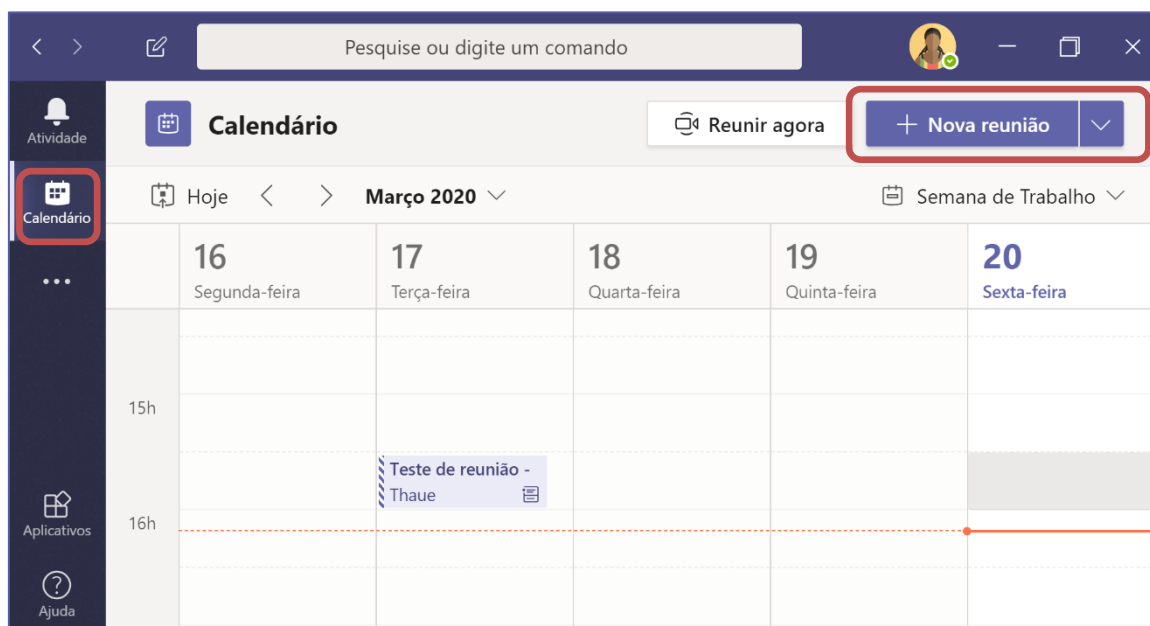 Pesquise ou digite um comando
Atividade
Calendário
Reunir agora
Nova reunião
Calendário
Hoje
Março 2020
Semana de Trabalho
16
17
18
19
20
Segunda-feira
Terça-feira
Quarta-feira
Quinta-feira
Sexta-feira
15h
Teste de reunião -
Thaue
16h
Aplicativos
Ajuda